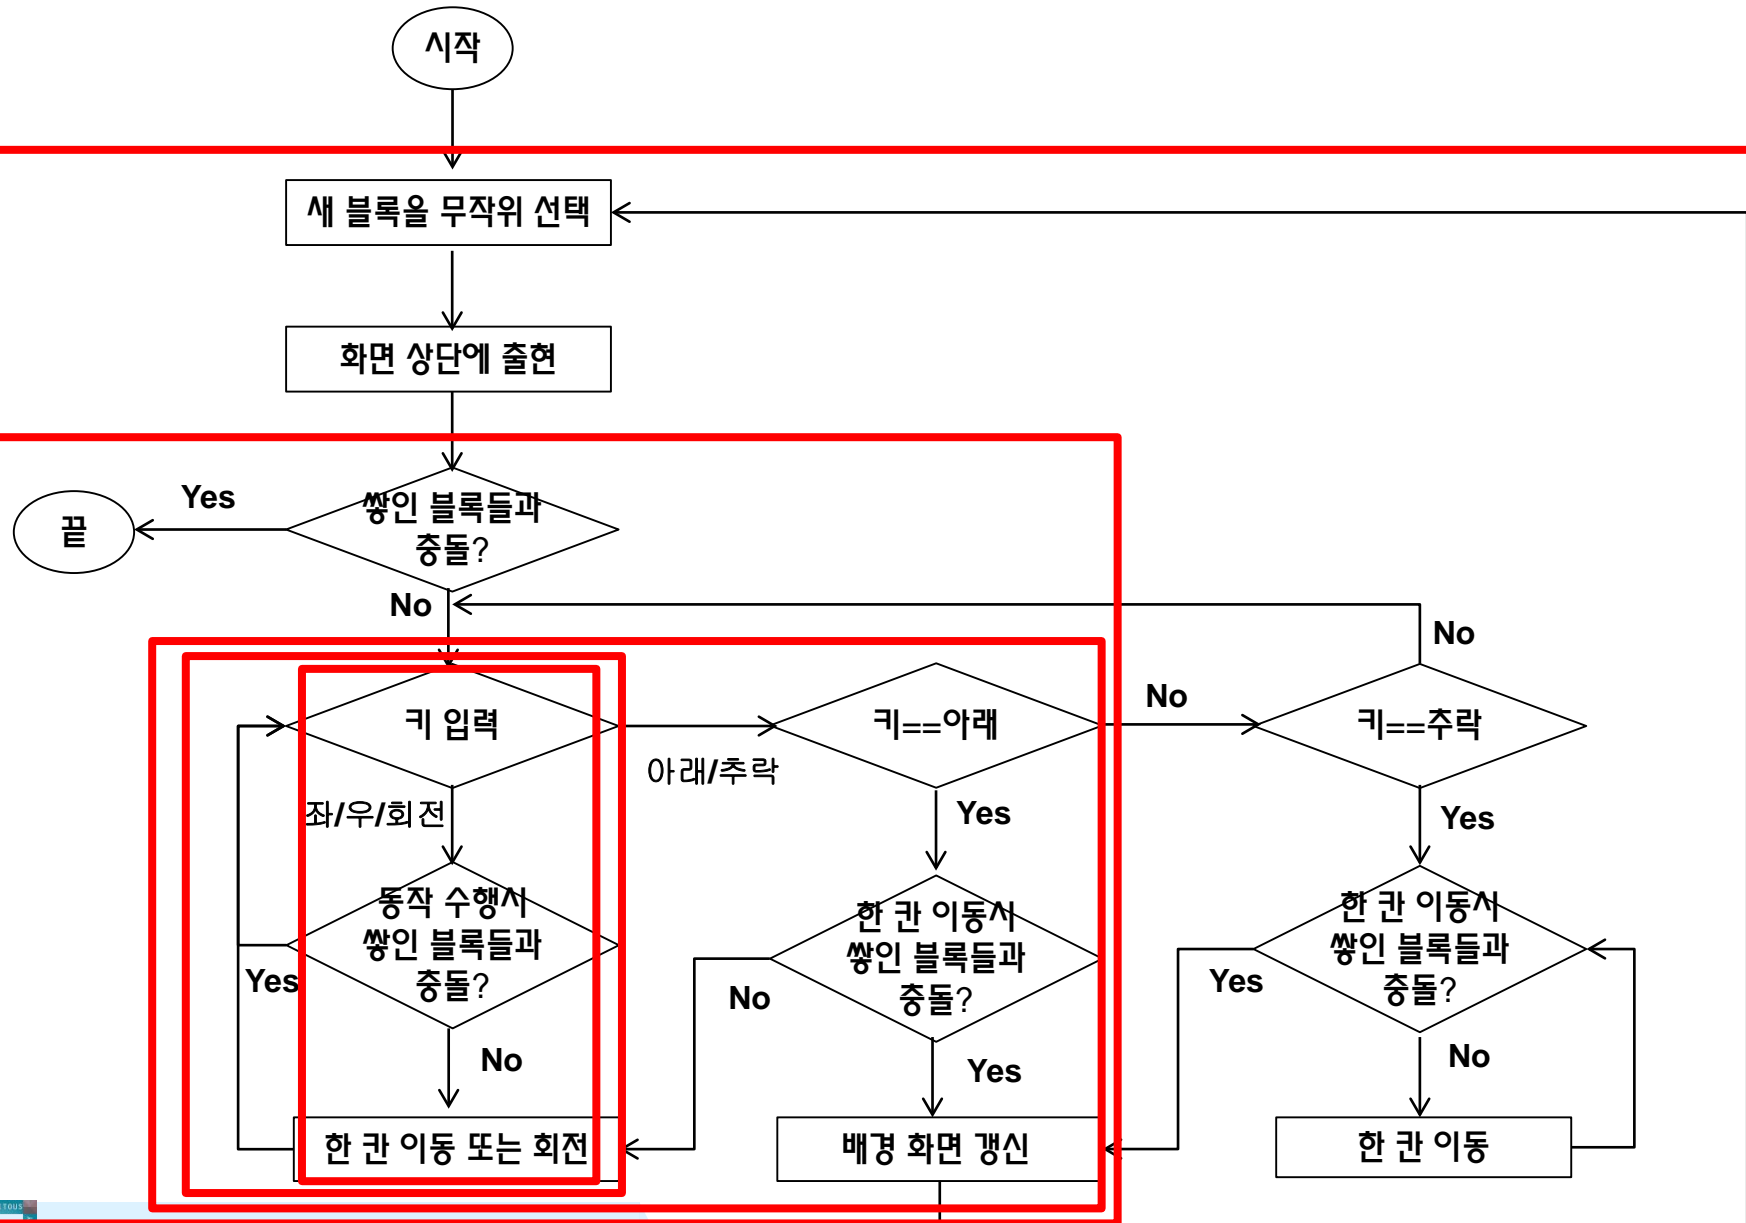 시작
새 블록을 무작위 선택
화면 상단에 출현
Yes
쌓인 블록들과
충돌?
끝
No
No
키 입력
아래/추락
키==아래
No
키==추락
좌/우/회전
Yes
Yes
동작 수행시
쌓인 블록들과
충돌?
Yes
한 칸 이동시
쌓인 블록들과
충돌?
No
한 칸 이동시
쌓인 블록들과
충돌?
Yes
No
Yes
No
한 칸 이동 또는 회전
배경 화면 갱신
한 칸 이동